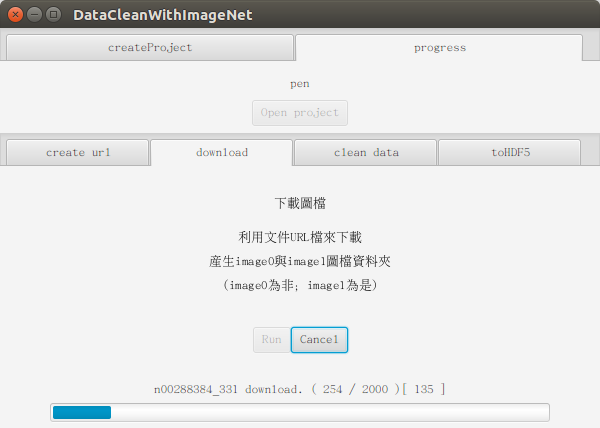 DataCleanWithImageNet
createProject progress
pen
Open project
create url download clean data toHDF5
下載圖檔
利用文件URL檔來下載
産生image0與image1圖檔資料夾
(image0為非; image1為是)
Run Cancel
n00288384_331 download. ( 254 / 2000 )[ 135 ]